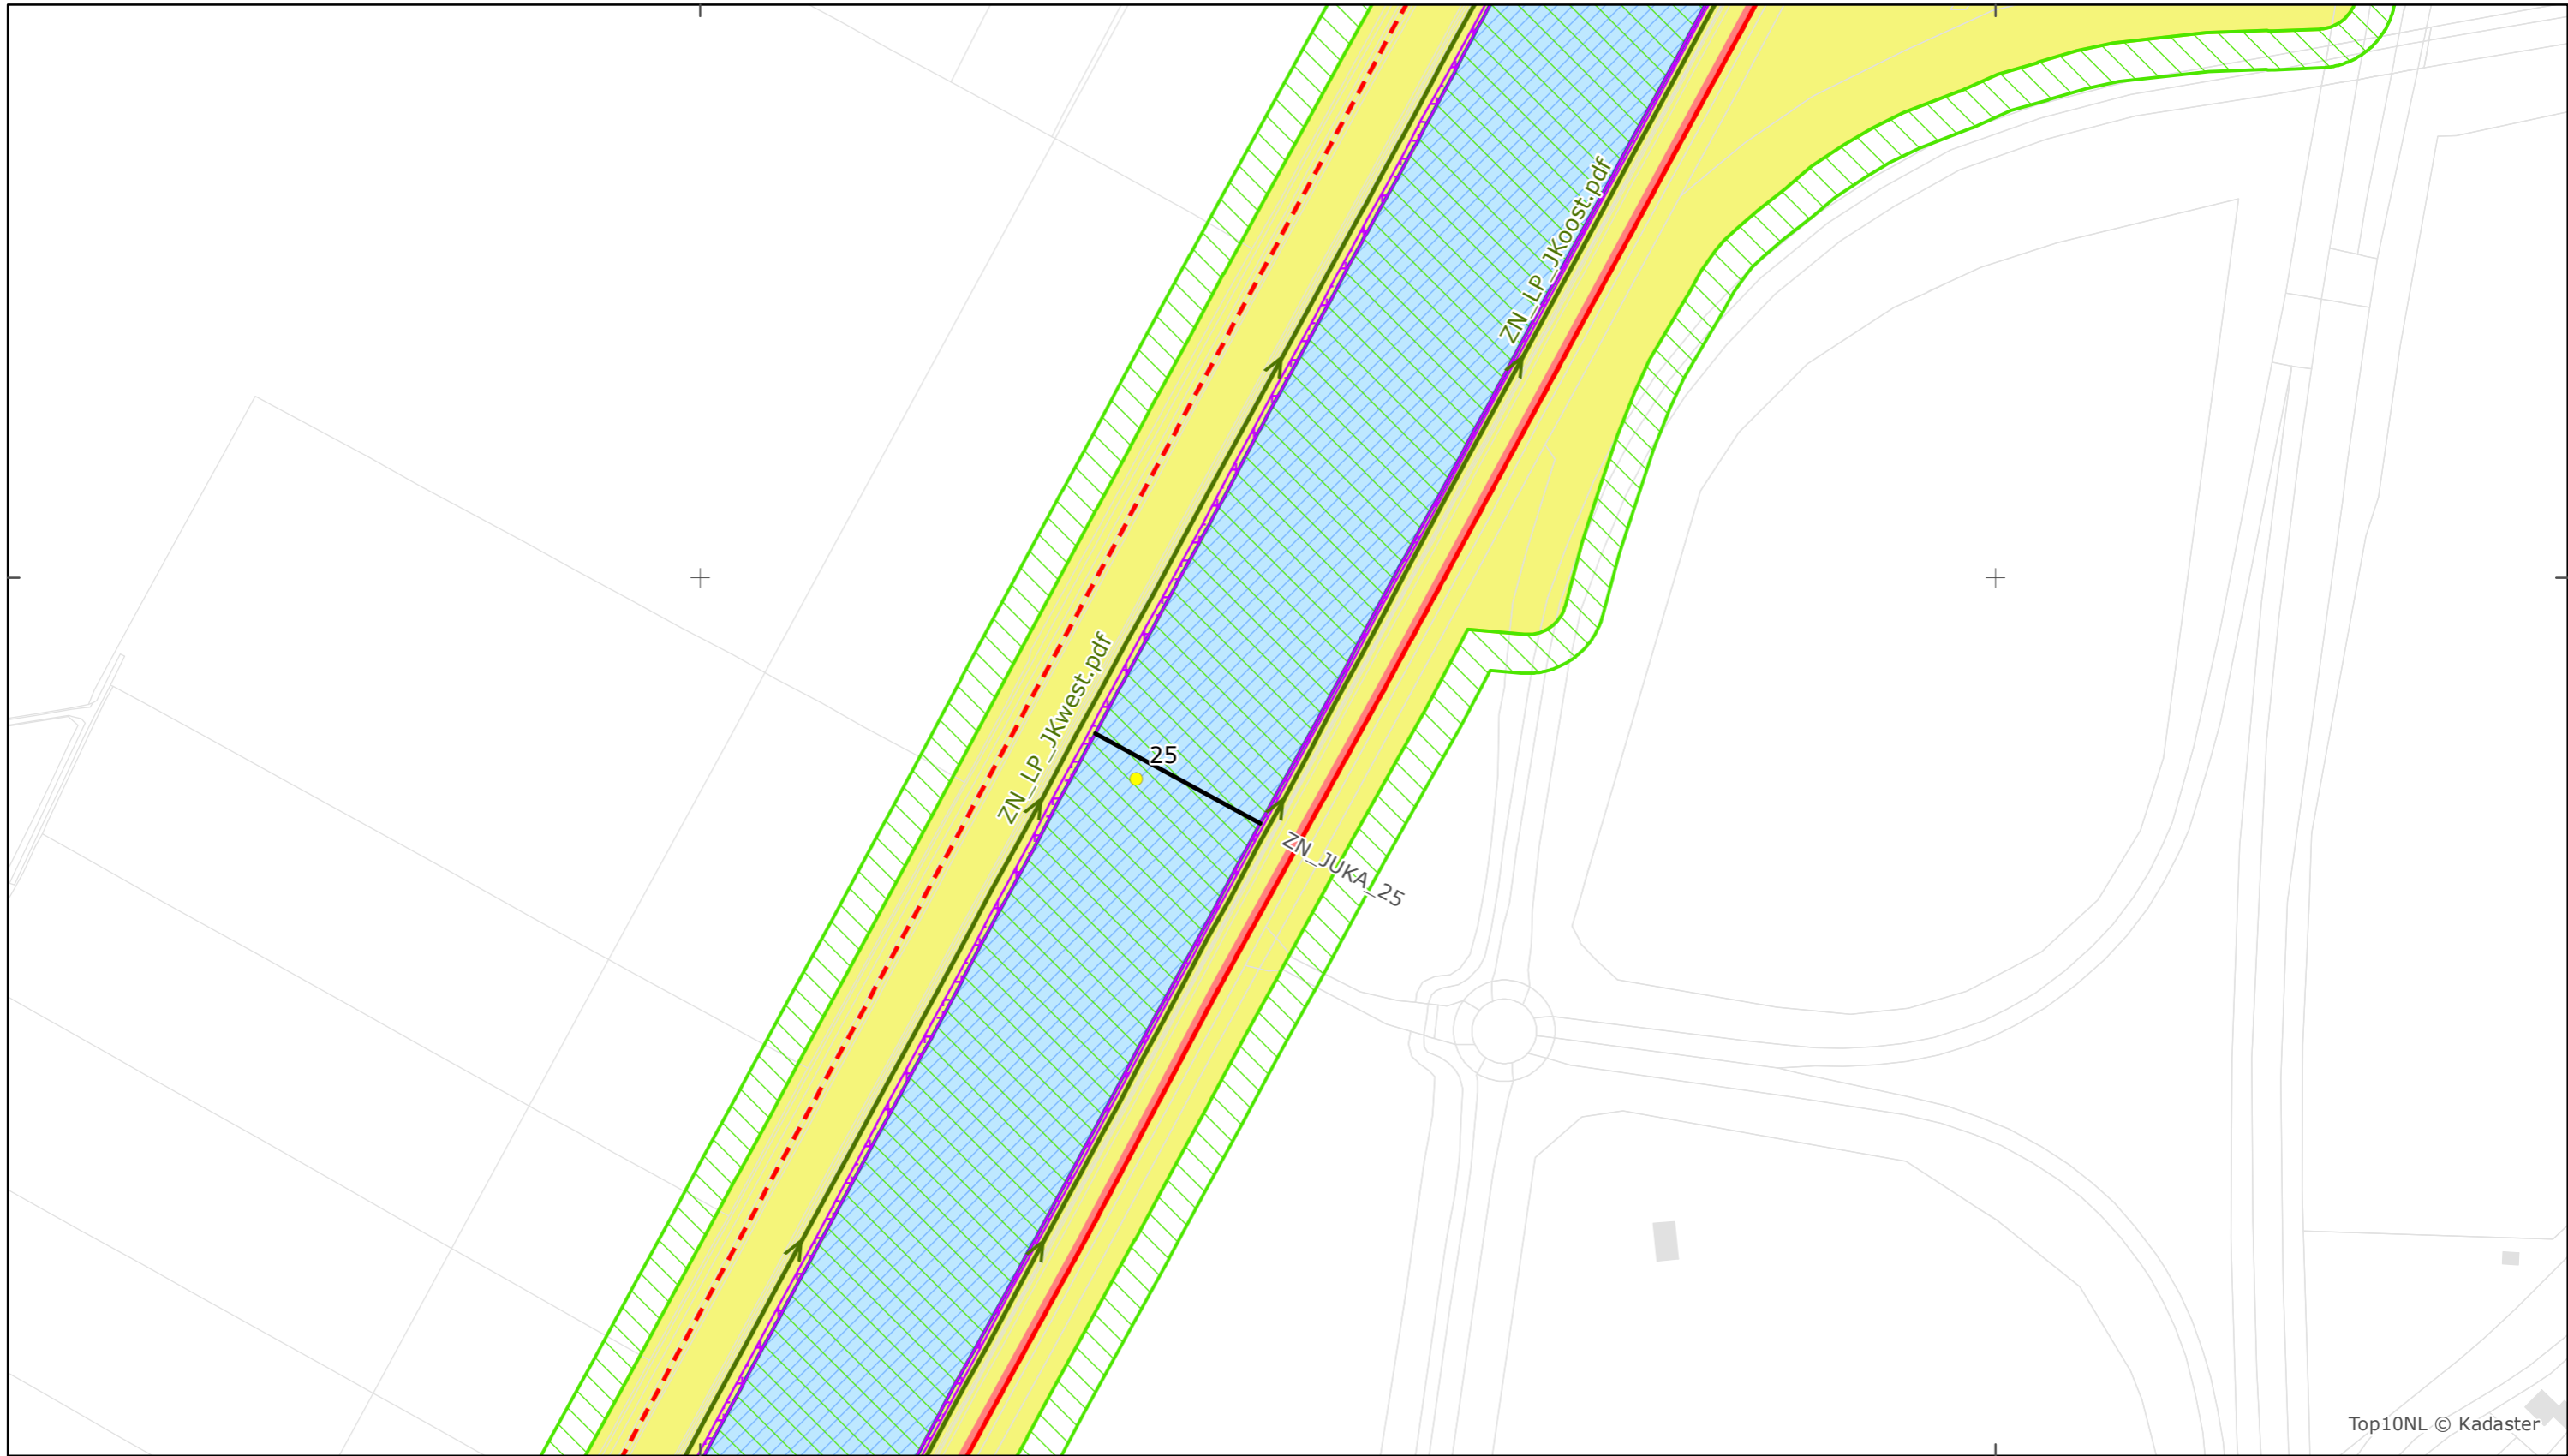 ZN_LP_JKoost.pdf
ZN_LP_JKwest.pdf
25
ZN_JUKA_25
Top10NL © Kadaster